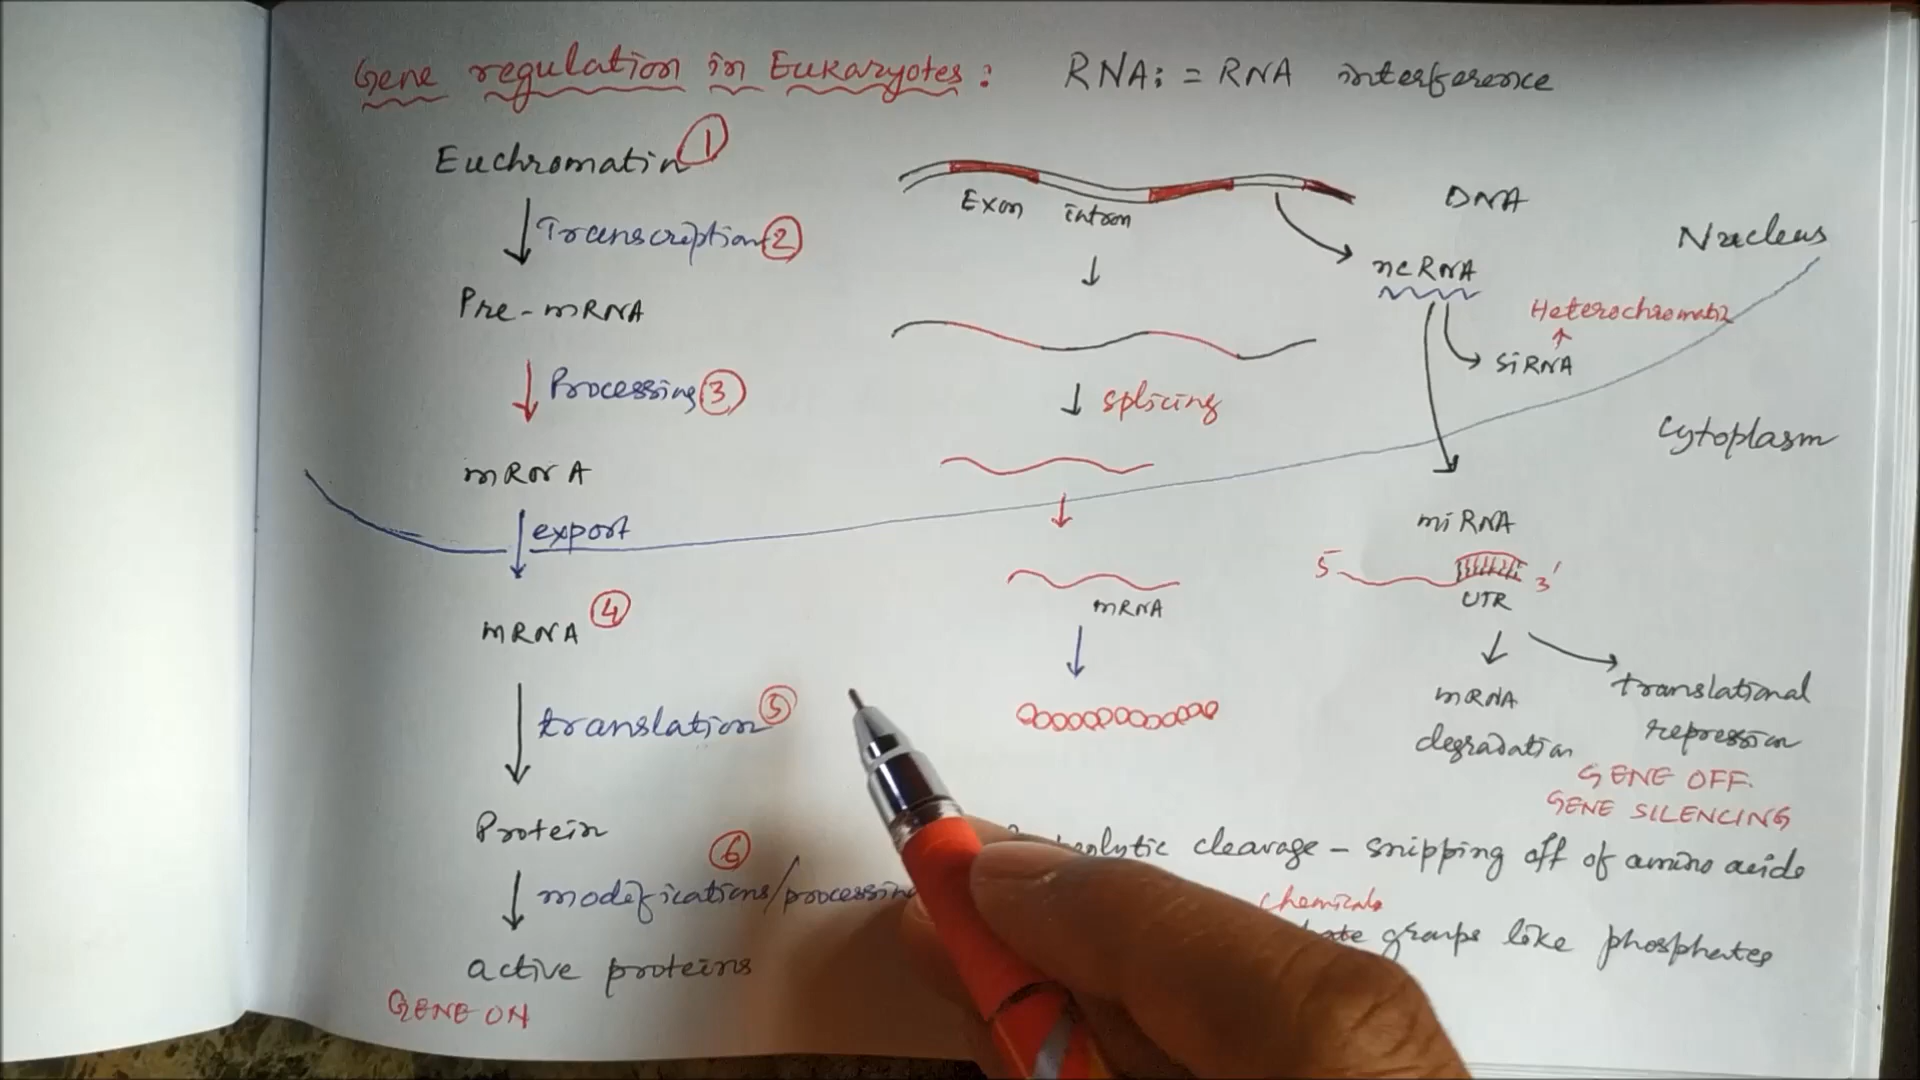 Gene regulation in Eukaryotes: RNAi = RNA interference
Euchromatin 1
Transcription 2
Pre-mRNA
Processing 3
mRNA
export
mRNA 4
translation 5
Protein
6
modifications/processing
active proteins
GENE ON
Exon intron
DNA
splicing
mRNA
Nucleus
ncRNA
Heterochromatin
siRNA
Cytoplasm
miRNA
5' 3'
UTR
mRNA
degradation
translational
repression
GENE OFF
GENE SILENCING
cleavage - snipping off of amino acids
chemical
groups like phosphates